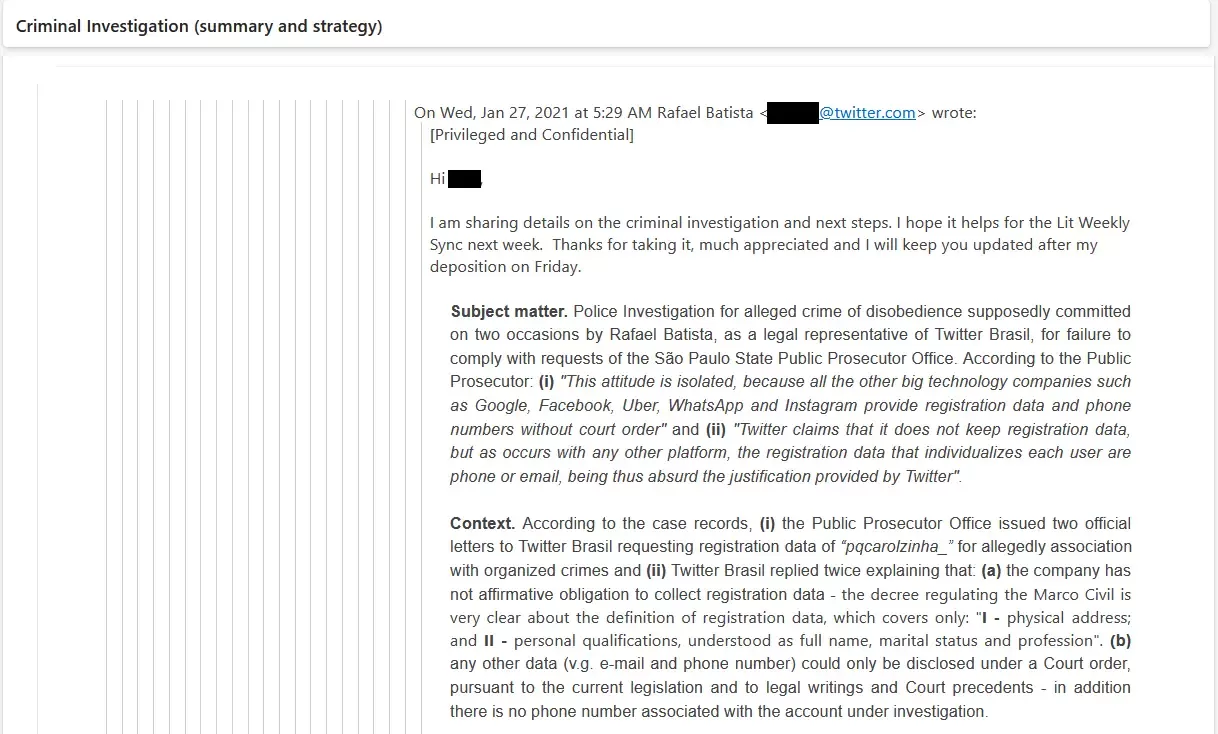 Criminal Investigation (summary and strategy)
On Wed, Jan 27, 2021 at 5:29 AM Rafael Batista <@twitter.com> wrote:
[Privileged and Confidential]
Hi ,
I am sharing details on the criminal investigation and next steps. I hope it helps for the Lit Weekly
Sync next week.  Thanks for taking it, much appreciated and I will keep you updated after my
deposition on Friday.
Subject matter. Police Investigation for alleged crime of disobedience supposedly committed
on two occasions by Rafael Batista, as a legal representative of Twitter Brasil, for failure to
comply with requests of the São Paulo State Public Prosecutor Office. According to the Public
Prosecutor: (i) "This attitude is isolated, because all the other big technology companies such
as Google, Facebook, Uber, WhatsApp and Instagram provide registration data and phone
numbers without court order" and (ii) "Twitter claims that it does not keep registration data,
but as occurs with any other platform, the registration data that individualizes each user are
phone or email, being thus absurd the justification provided by Twitter".
Context. According to the case records, (i) the Public Prosecutor Office issued two official
letters to Twitter Brasil requesting registration data of “pqcarolzinha_” for allegedly association
with organized crimes and (ii) Twitter Brasil replied twice explaining that: (a) the company has
not affirmative obligation to collect registration data - the decree regulating the Marco Civil is
very clear about the definition of registration data, which covers only: "I - physical address;
and II - personal qualifications, understood as full name, marital status and profession". (b)
any other data (v.g. e-mail and phone number) could only be disclosed under a Court order,
pursuant to the current legislation and to legal writings and Court precedents - in addition
there is no phone number associated with the account under investigation.